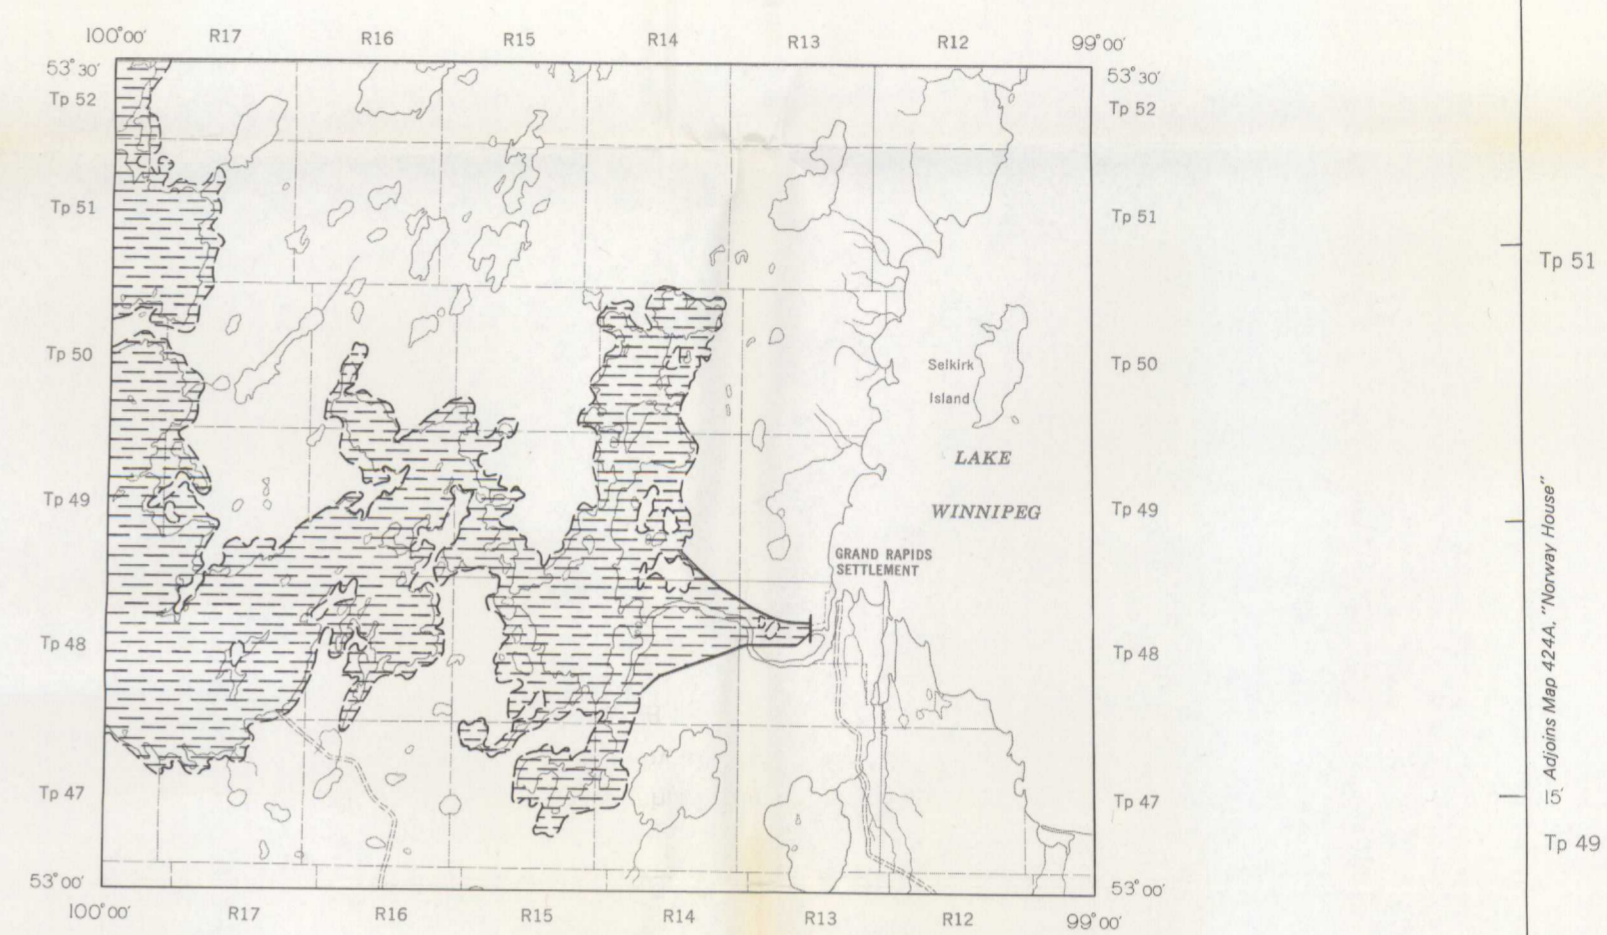 100°00′ R17 R16 R15 R14 R13 R12 99°00′
53°30′ 53°30′
Tp 52 Tp 52
Tp 51 Tp 51
Tp 51
Tp 50 Tp 50
Selkirk
Island
LAKE
WINNIPEG
Tp 49 Tp 49
GRAND RAPIDS
SETTLEMENT
Tp 48 Tp 48
Tp 47 Tp 47
53°00′ 53°00′
100°00′ R17 R16 R15 R14 R13 R12 99°00′
Adjoins Map 424A, "Norway House"
15′
Tp 49